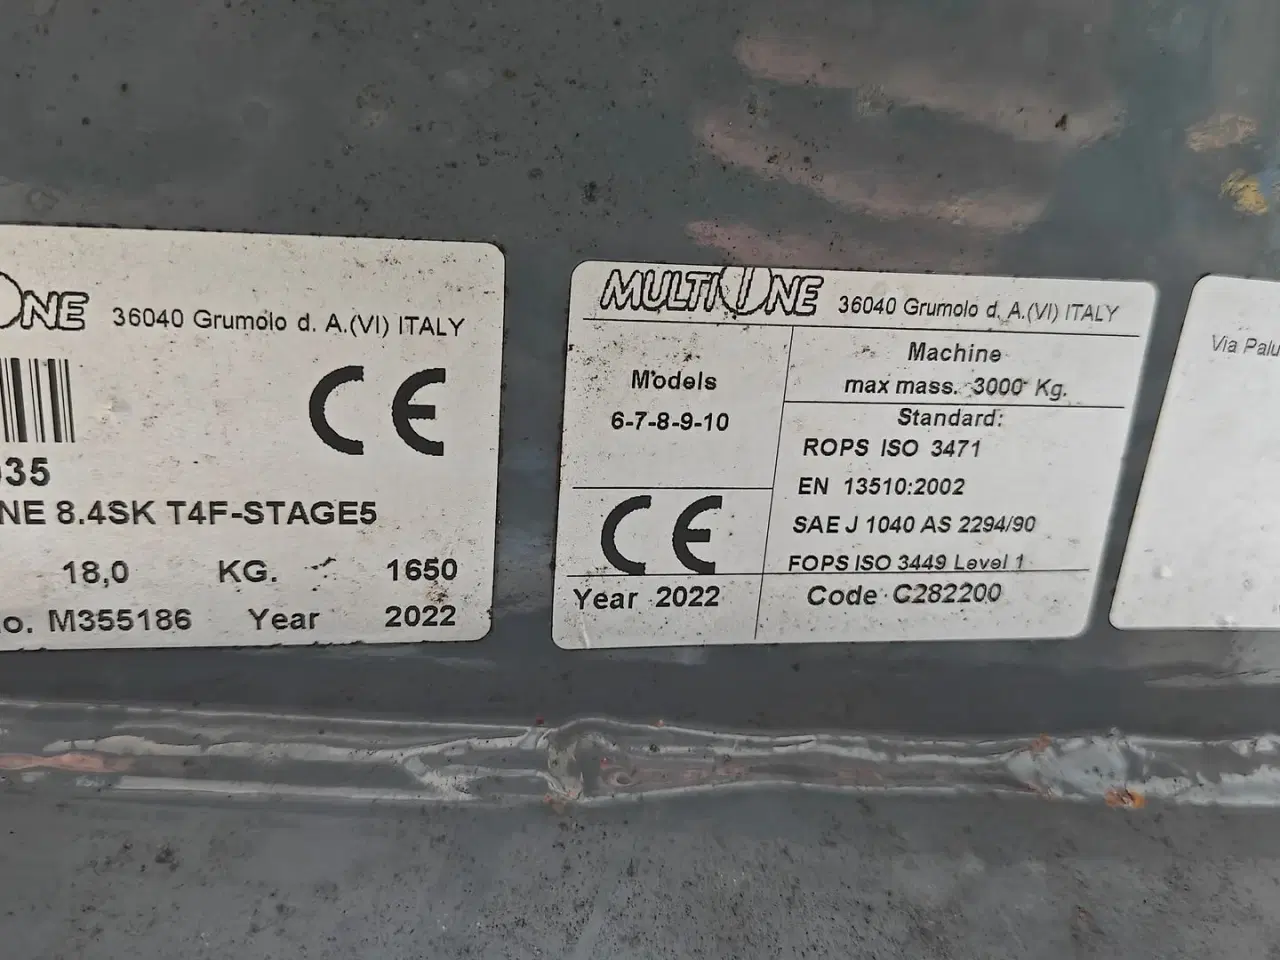 ONE 36040 Grumolo d. A.(VI) ITALY
CE
35
NE 8.4SK T4F-STAGE5
18,0 KG. 1650
o. M355186 Year 2022
MULTIONE 36040 Grumolo d. A.(VI) ITALY
Models
6-7-8-9-10
CE
Year 2022
Machine
max mass. 3000 Kg.
Standard:
ROPS ISO 3471
EN 13510:2002
SAE J 1040 AS 2294/90
FOPS ISO 3449 Level 1
Code C282200
Via Palu